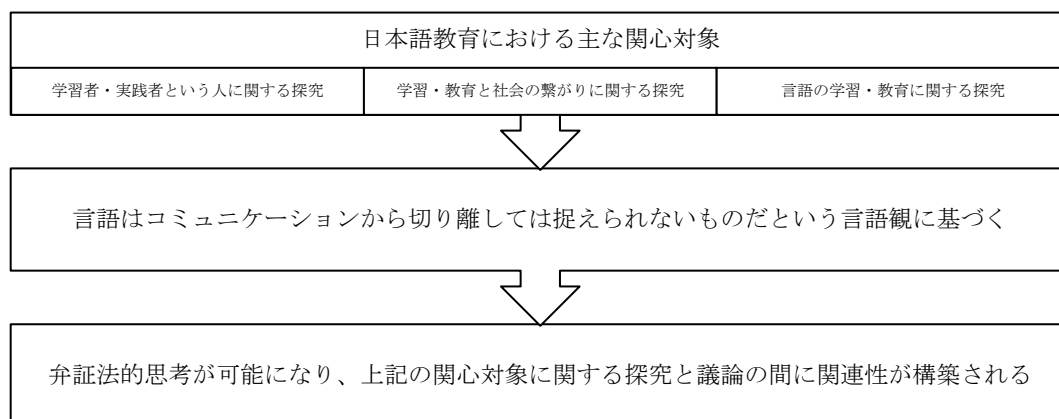 日本語教育における主な関心対象
学習者・実践者という人に関する探究
学習・教育と社会の繋がりに関する探究
言語の学習・教育に関する探究
言語はコミュニケーションから切り離しては捉えられないものだという言語観に基づく
弁証法的思考が可能になり、上記の関心対象に関する探究と議論の間に関連性が構築される